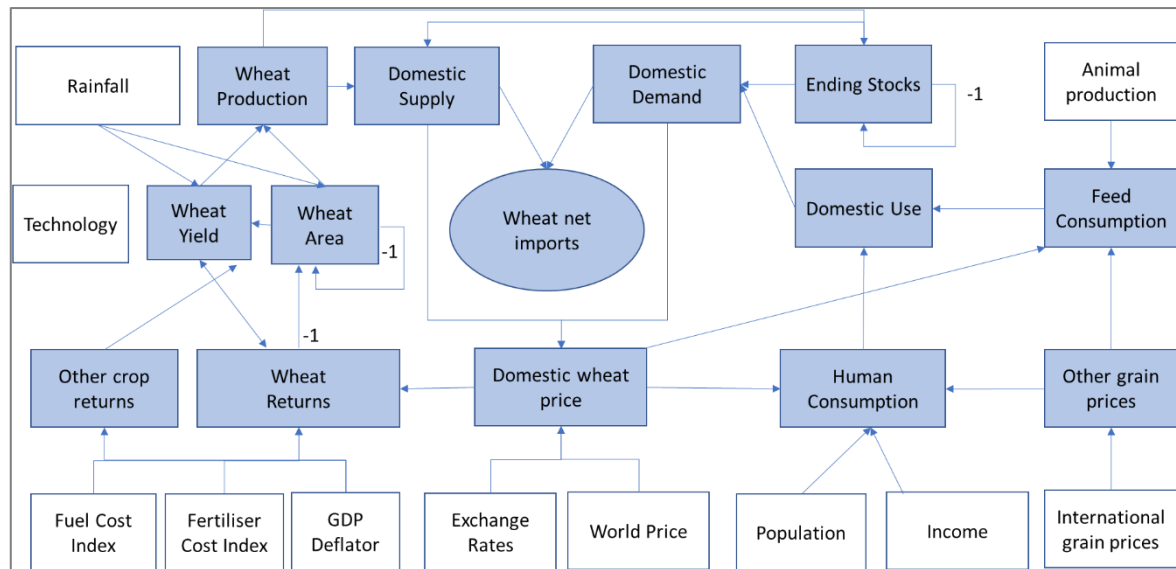 Rainfall
Wheat
Production
Domestic
Supply
Domestic
Demand
Ending Stocks
-1
Animal
production
Technology
Wheat
Yield
Wheat
Area
-1
Wheat net
imports
Domestic Use
Feed
Consumption
-1
Other crop
returns
Wheat
Returns
Domestic wheat
price
Human
Consumption
Other grain
prices
Fuel Cost
Index
Fertiliser
Cost Index
GDP
Deflator
Exchange
Rates
World Price
Population
Income
International
grain prices